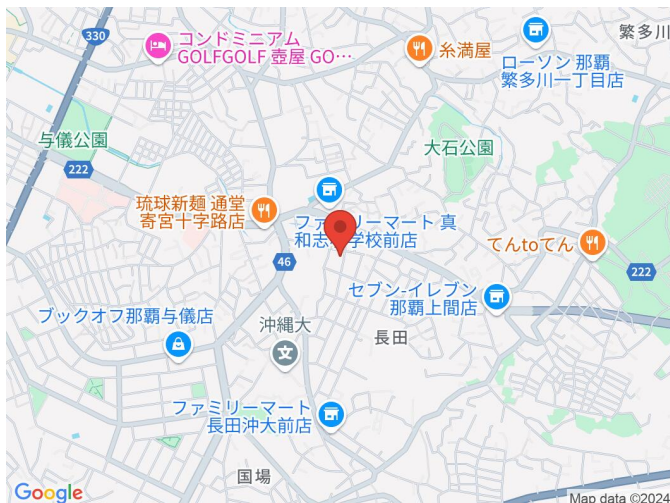 330
コンドミニアム
GOLFGOLF 壺屋 GO…
糸満屋
ローソン 那覇
繁多川一丁目店
繁多川
与儀公園
222
大石公園
琉球新麺 通堂
寄宮十字路店
ファミリーマート 真
和志 学校前店
46
てんtoてん
222
セブン-イレブン
那覇上間店
ブックオフ那覇与儀店
沖縄大
文
長田
ファミリーマート
長田沖大前店
国場
Google
Map data ©2024